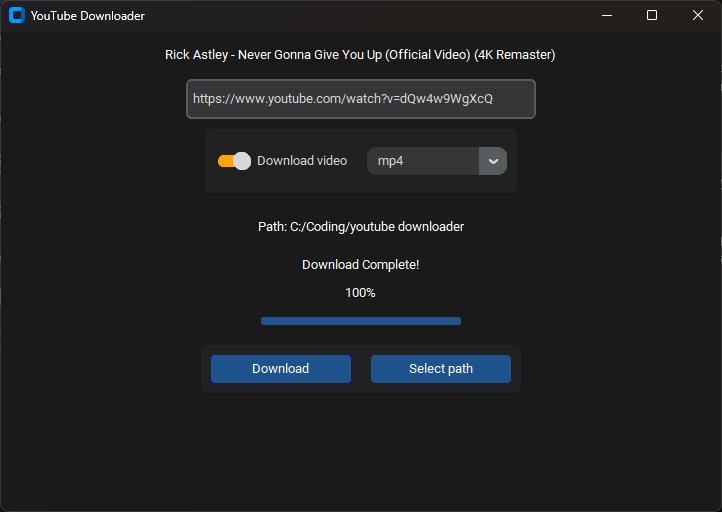 YouTube Downloader
Rick Astley - Never Gonna Give You Up (Official Video) (4K Remaster)
https://www.youtube.com/watch?v=dQw4w9WgXcQ
Download video mp4
Path: C:/Coding/youtube downloader
Download Complete!
100%
Download Select path